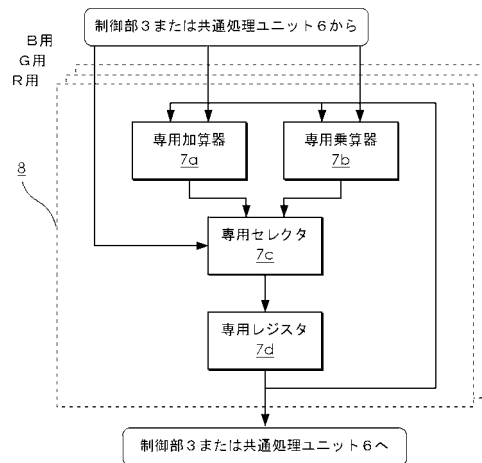 制御部３または共通処理ユニット６から
Ｂ用
Ｇ用
Ｒ用
専用加算器
7a
専用乗算器
7b
8
専用セレクタ
7c
専用レジスタ
7d
制御部３または共通処理ユニット６へ